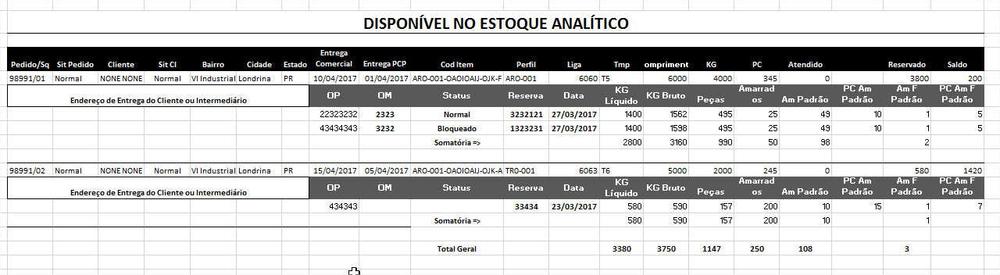 DISPONÍVEL NO ESTOQUE ANALÍTICO
Pedido/Sq Sit Pedido Cliente Sit Cl Bairro Cidade Estado Entrega Comercial Entrega PCP Cod Item Perfil Liga Tmp ompriment KG PC Atendido Reservado Saldo
98991/01 Normal NONE NONE Normal Vl Industrial Londrina PR 10/04/2017 01/04/2017 ARO-001-OAOIOAIJ-OJK-F ARO-001 6060 T5 6000 4000 345 0 3800 200
Endereço de Entrega do Cliente ou Intermediário OP OM Status Reserva Data KG Líquido KG Bruto Peças Amarrados Am Padrão PC Am Padrão Am F Padrão PC Am F Padrão
22323232 2323 Normal 3232121 27/03/2017 1400 1562 495 25 49 10 1 5
43434343 3232 Bloqueado 1323231 27/03/2017 1400 1598 495 25 49 10 1 5
Somatória => 2800 3160 990 50 98 2
98991/02 Normal NONE NONE Normal Vl Industrial Londrina PR 15/04/2017 05/04/2017 ARO-001-OAOIOAIJ-OJK-A TR0-001 6063 T6 5000 2000 245 0 580 1420
Endereço de Entrega do Cliente ou Intermediário OP OM Status Reserva Data KG Líquido KG Bruto Peças Amarrados Am Padrão PC Am Padrão Am F Padrão PC Am F Padrão
434343 33434 23/03/2017 580 590 157 200 10 15 1 7
Somatória => 580 590 157 200 10 1
Total Geral 3380 3750 1147 250 108 3